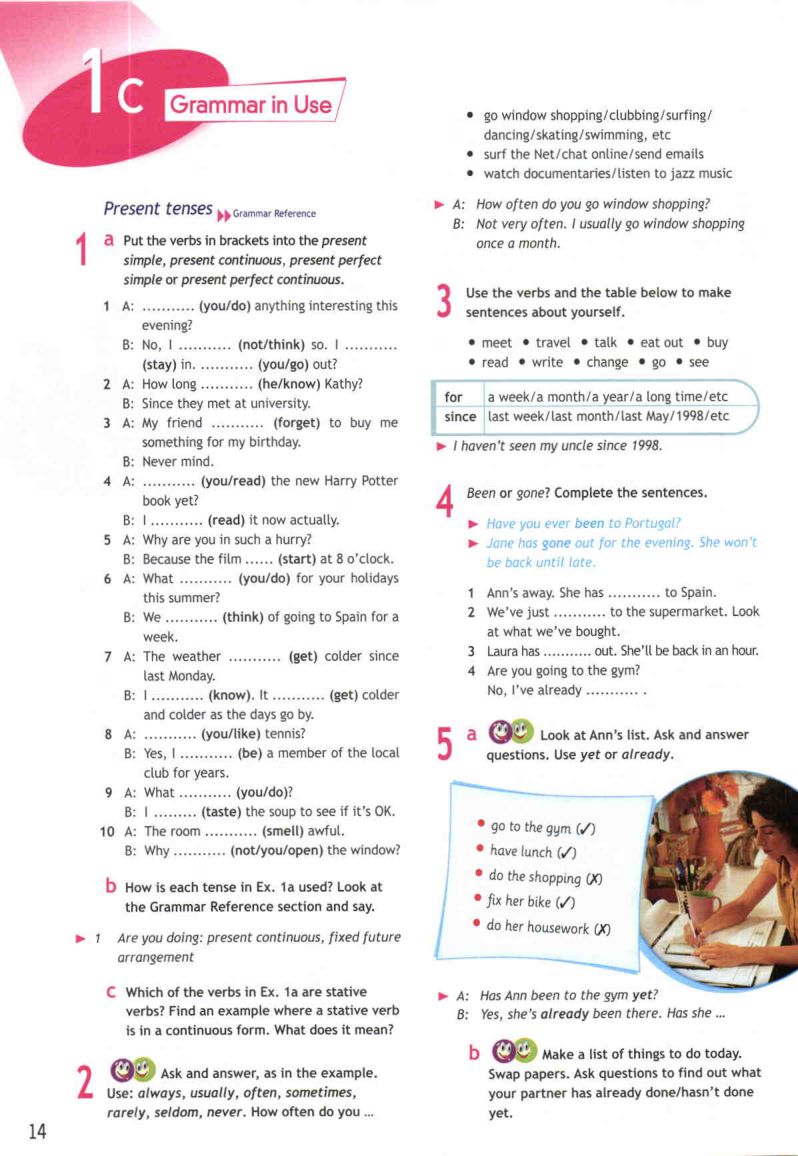 1c
Grammar in Use
Present tenses Grammar Reference
1 a Put the verbs in brackets into the present
simple, present continuous, present perfect
simple or present perfect continuous.
1 A: ........... (you/do) anything interesting this
evening?
B: No, I ........... (not/think) so. I ...........
(stay) in. ........... (you/go) out?
2 A: How long ........... (he/know) Kathy?
B: Since they met at university.
3 A: My friend ........... (forget) to buy me
something for my birthday.
B: Never mind.
4 A: ........... (you/read) the new Harry Potter
book yet?
B: I ........... (read) it now actually.
5 A: Why are you in such a hurry?
B: Because the film ...... (start) at 8 o'clock.
6 A: What ........... (you/do) for your holidays
this summer?
B: We ........... (think) of going to Spain for a
week.
7 A: The weather ........... (get) colder since
last Monday.
B: I ........... (know). It ........... (get) colder
and colder as the days go by.
8 A: ........... (you/like) tennis?
B: Yes, I ........... (be) a member of the local
club for years.
9 A: What ........... (you/do)?
B: I ......... (taste) the soup to see if it's OK.
10 A: The room ........... (smell) awful.
B: Why ........... (not/you/open) the window?
b How is each tense in Ex. 1a used? Look at
the Grammar Reference section and say.
1 Are you doing: present continuous, fixed future
arrangement
c Which of the verbs in Ex. 1a are stative
verbs? Find an example where a stative verb
is in a continuous form. What does it mean?
2 Ask and answer, as in the example.
Use: always, usually, often, sometimes,
rarely, seldom, never. How often do you ...
• go window shopping/clubbing/surfing/
dancing/skating/swimming, etc
• surf the Net/chat online/send emails
• watch documentaries/listen to jazz music
A: How often do you go window shopping?
B: Not very often. I usually go window shopping
once a month.
3 Use the verbs and the table below to make
sentences about yourself.
• meet • travel • talk • eat out • buy
• read • write • change • go • see
for a week/a month/a year/a long time/etc
since last week/last month/last May/1998/etc
I haven't seen my uncle since 1998.
4 Been or gone? Complete the sentences.
Have you ever been to Portugal?
Jane has gone out for the evening. She won't
be back until late.
1 Ann's away. She has ........... to Spain.
2 We've just ........... to the supermarket. Look
at what we've bought.
3 Laura has ........... out. She'll be back in an hour.
4 Are you going to the gym?
No, I've already ........... .
5 a Look at Ann's list. Ask and answer
questions. Use yet or already.
• go to the gym (✓)
• have lunch (✓)
• do the shopping (X)
• fix her bike (✓)
• do her housework (X)
A: Has Ann been to the gym yet?
B: Yes, she's already been there. Has she ...
b Make a list of things to do today.
Swap papers. Ask questions to find out what
your partner has already done/hasn't done
yet.
14